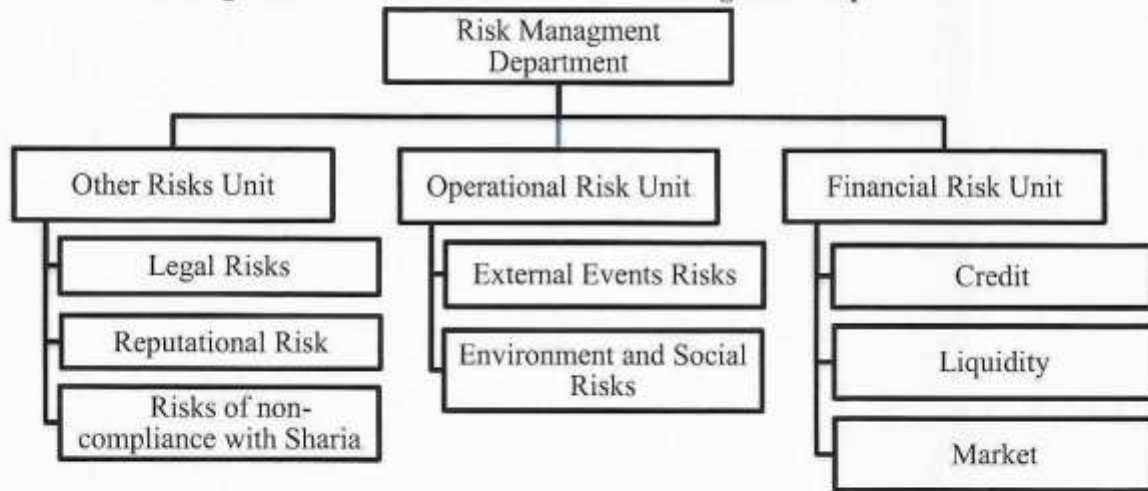 Risk Managment
Department
Other Risks Unit
Operational Risk Unit
Financial Risk Unit
Legal Risks
Reputational Risk
Risks of non-
compliance with Sharia
External Events Risks
Environment and Social
Risks
Credit
Liquidity
Market